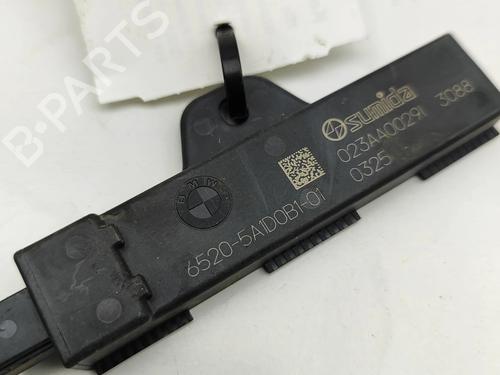 B-PARTS
sumida
023AA00291 3088
0325
BMW
6520-5A1D0B1-01